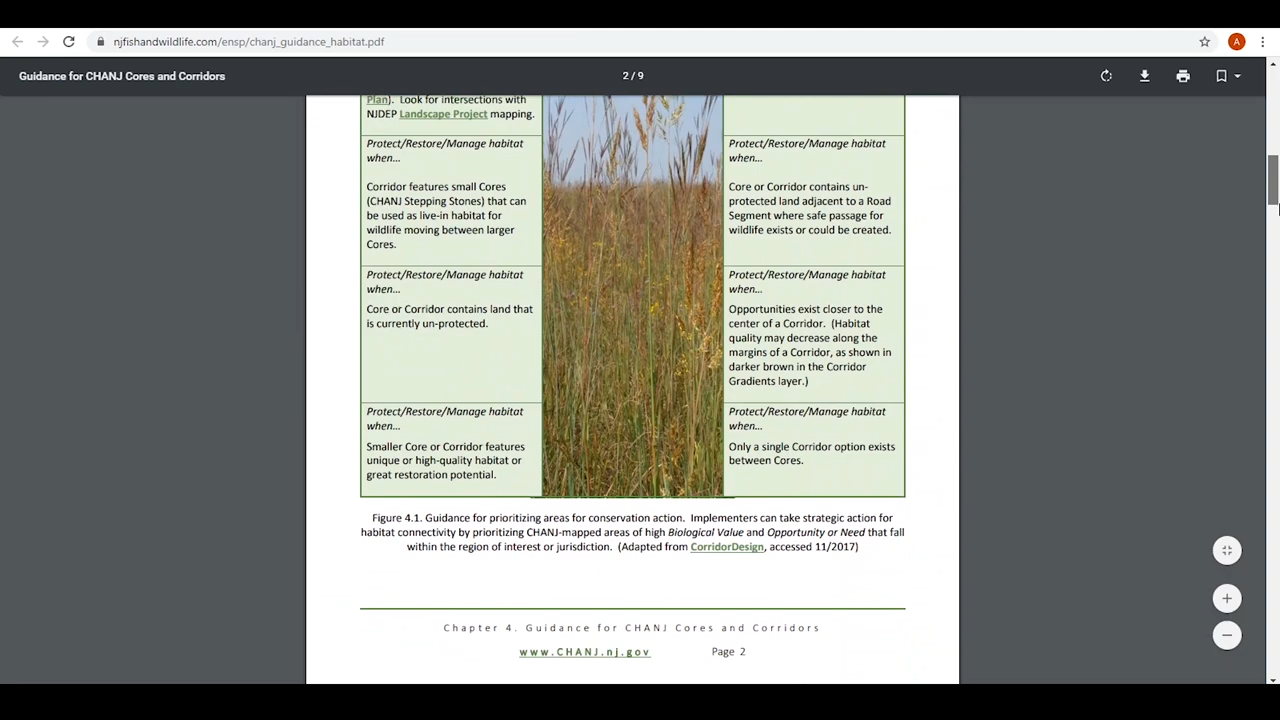 njfishandwildlife.com/ensp/chanj_guidance_habitat.pdf
A
Guidance for CHANJ Cores and Corridors
2 / 9
Plan). Look for intersections with
NJDEP Landscape Project mapping.
Protect/Restore/Manage habitat
when...
Corridor features small Cores
(CHANJ Stepping Stones) that can
be used as live-in habitat for
wildlife moving between larger
Cores.
Protect/Restore/Manage habitat
when...
Core or Corridor contains un-
protected land adjacent to a Road
Segment where safe passage for
wildlife exists or could be created.
Protect/Restore/Manage habitat
when...
Core or Corridor contains land that
is currently un-protected.
Protect/Restore/Manage habitat
when...
Opportunities exist closer to the
center of a Corridor. (Habitat
quality may decrease along the
margins of a Corridor, as shown in
darker brown in the Corridor
Gradients layer.)
Protect/Restore/Manage habitat
when...
Smaller Core or Corridor features
unique or high-quality habitat or
great restoration potential.
Protect/Restore/Manage habitat
when...
Only a single Corridor option exists
between Cores.
Figure 4.1. Guidance for prioritizing areas for conservation action. Implementers can take strategic action for
habitat connectivity by prioritizing CHANJ-mapped areas of high Biological Value and Opportunity or Need that fall
within the region of interest or jurisdiction. (Adapted from CorridorDesign, accessed 11/2017)
Chapter 4. Guidance for CHANJ Cores and Corridors
www.CHANJ.nj.gov Page 2